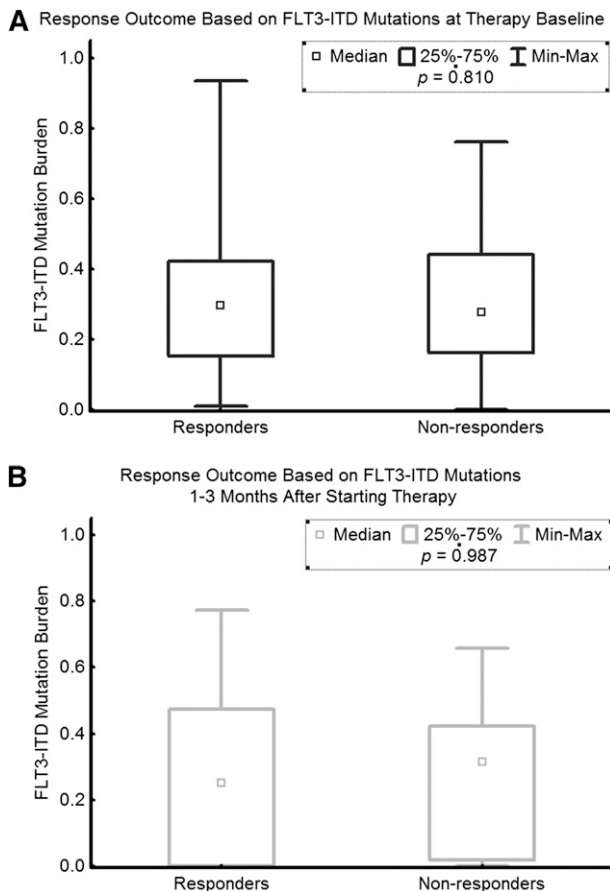 A
Response Outcome Based on FLT3-ITD Mutations at Therapy Baseline
Median 25%-75% Min-Max
p = 0.810
FLT3-ITD Mutation Burden
1.0
0.8
0.6
0.4
0.2
0.0
Responders Non-responders
B
Response Outcome Based on FLT3-ITD Mutations
1-3 Months After Starting Therapy
Median 25%-75% Min-Max
p = 0.987
FLT3-ITD Mutation Burden
1.0
0.8
0.6
0.4
0.2
0.0
Responders Non-responders